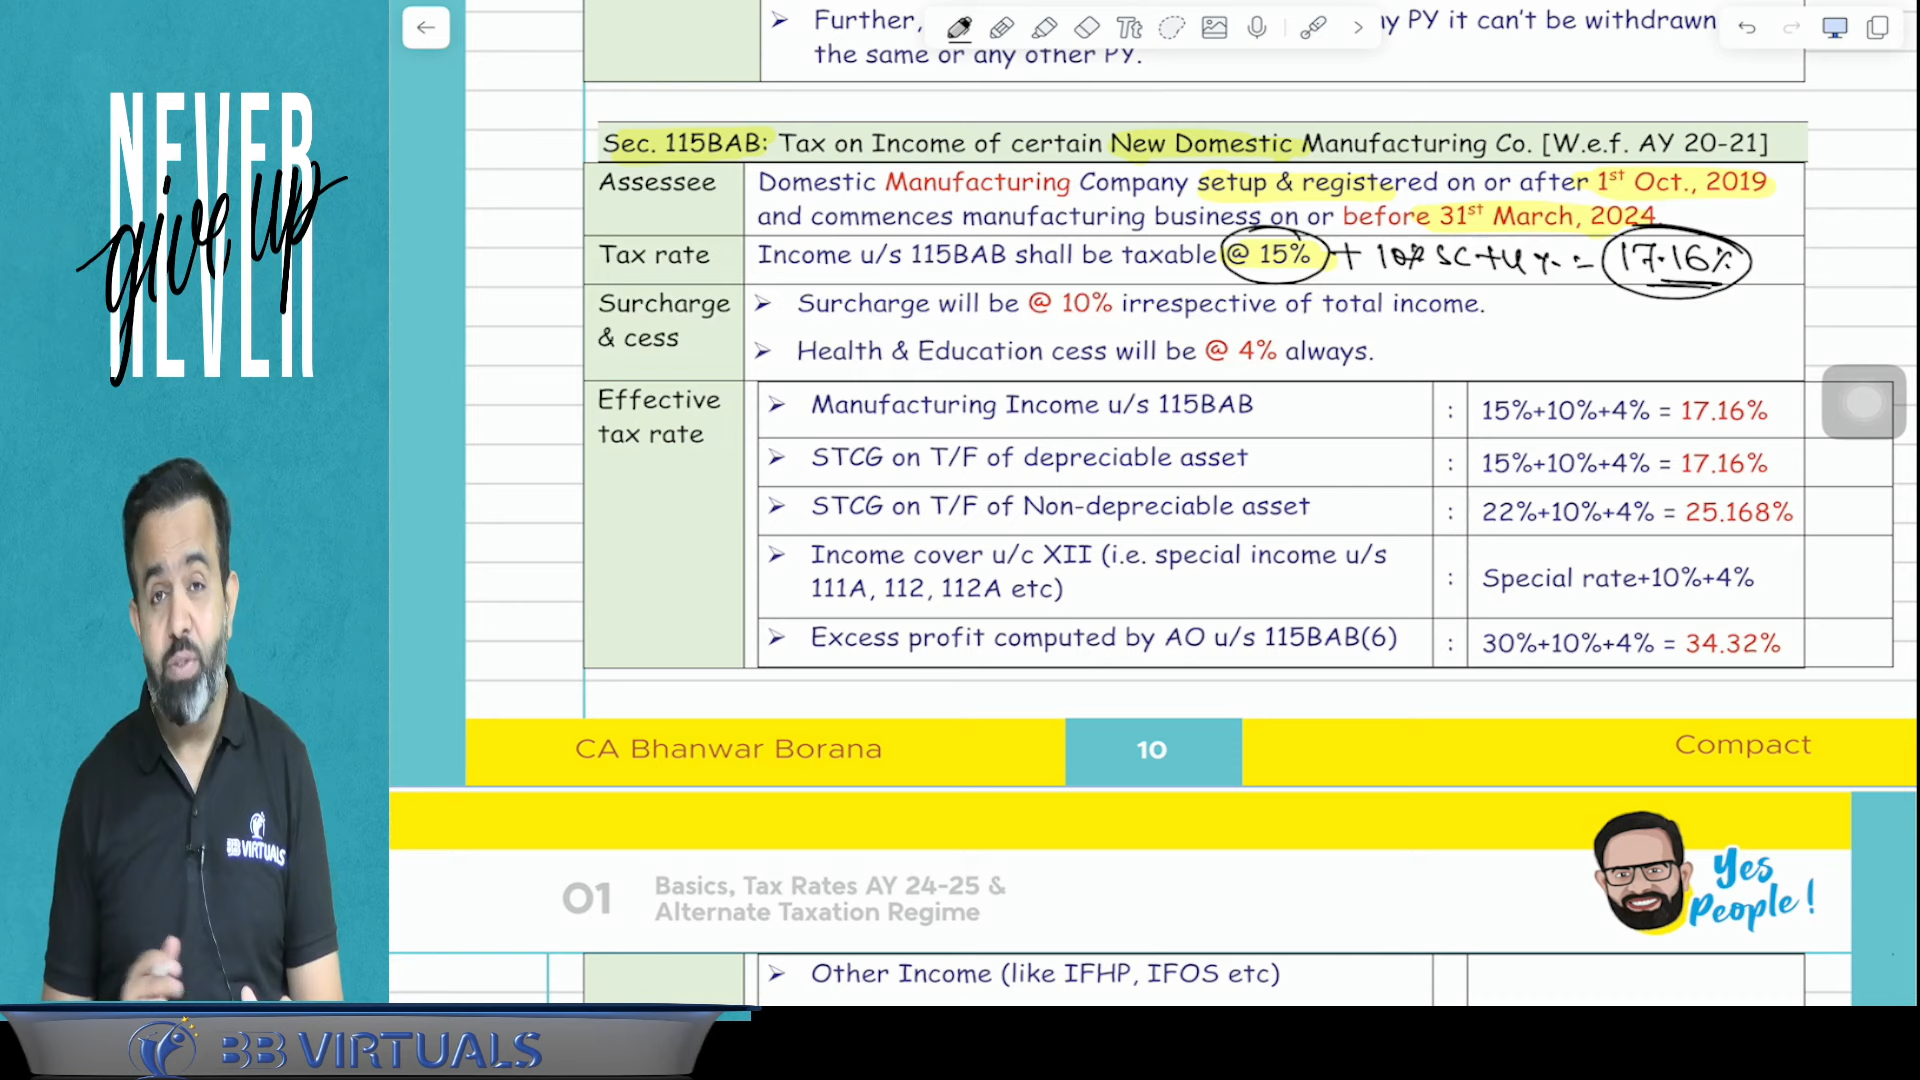 NEVER
give up
NEVER
➤ Further,
Tt
y PY it can't be withdrawn
the same or any other PY.
Sec. 115BAB: Tax on Income of certain New Domestic Manufacturing Co. [W.e.f. AY 20-21]
Assessee
Domestic Manufacturing Company setup & registered on or after 1st Oct., 2019
and commences manufacturing business on or before 31st March, 2024
Tax rate
Income u/s 115BAB shall be taxable @ 15% + 10% SC + 4% = 17.16%
Surcharge
& cess
➤ Surcharge will be @ 10% irrespective of total income.
➤ Health & Education cess will be @ 4% always.
Effective
tax rate
➤ Manufacturing Income u/s 115BAB : 15%+10%+4% = 17.16%
➤ STCG on T/F of depreciable asset : 15%+10%+4% = 17.16%
➤ STCG on T/F of Non-depreciable asset : 22%+10%+4% = 25.168%
➤ Income cover u/c XII (i.e. special income u/s
111A, 112, 112A etc) : Special rate+10%+4%
➤ Excess profit computed by AO u/s 115BAB(6) : 30%+10%+4% = 34.32%
CA Bhanwar Borana
10
Compact
01
Basics, Tax Rates AY 24-25 &
Alternate Taxation Regime
Yes
People !
➤ Other Income (like IFHP, IFOS etc)
BB VIRTUALS
BB VIRTUALS